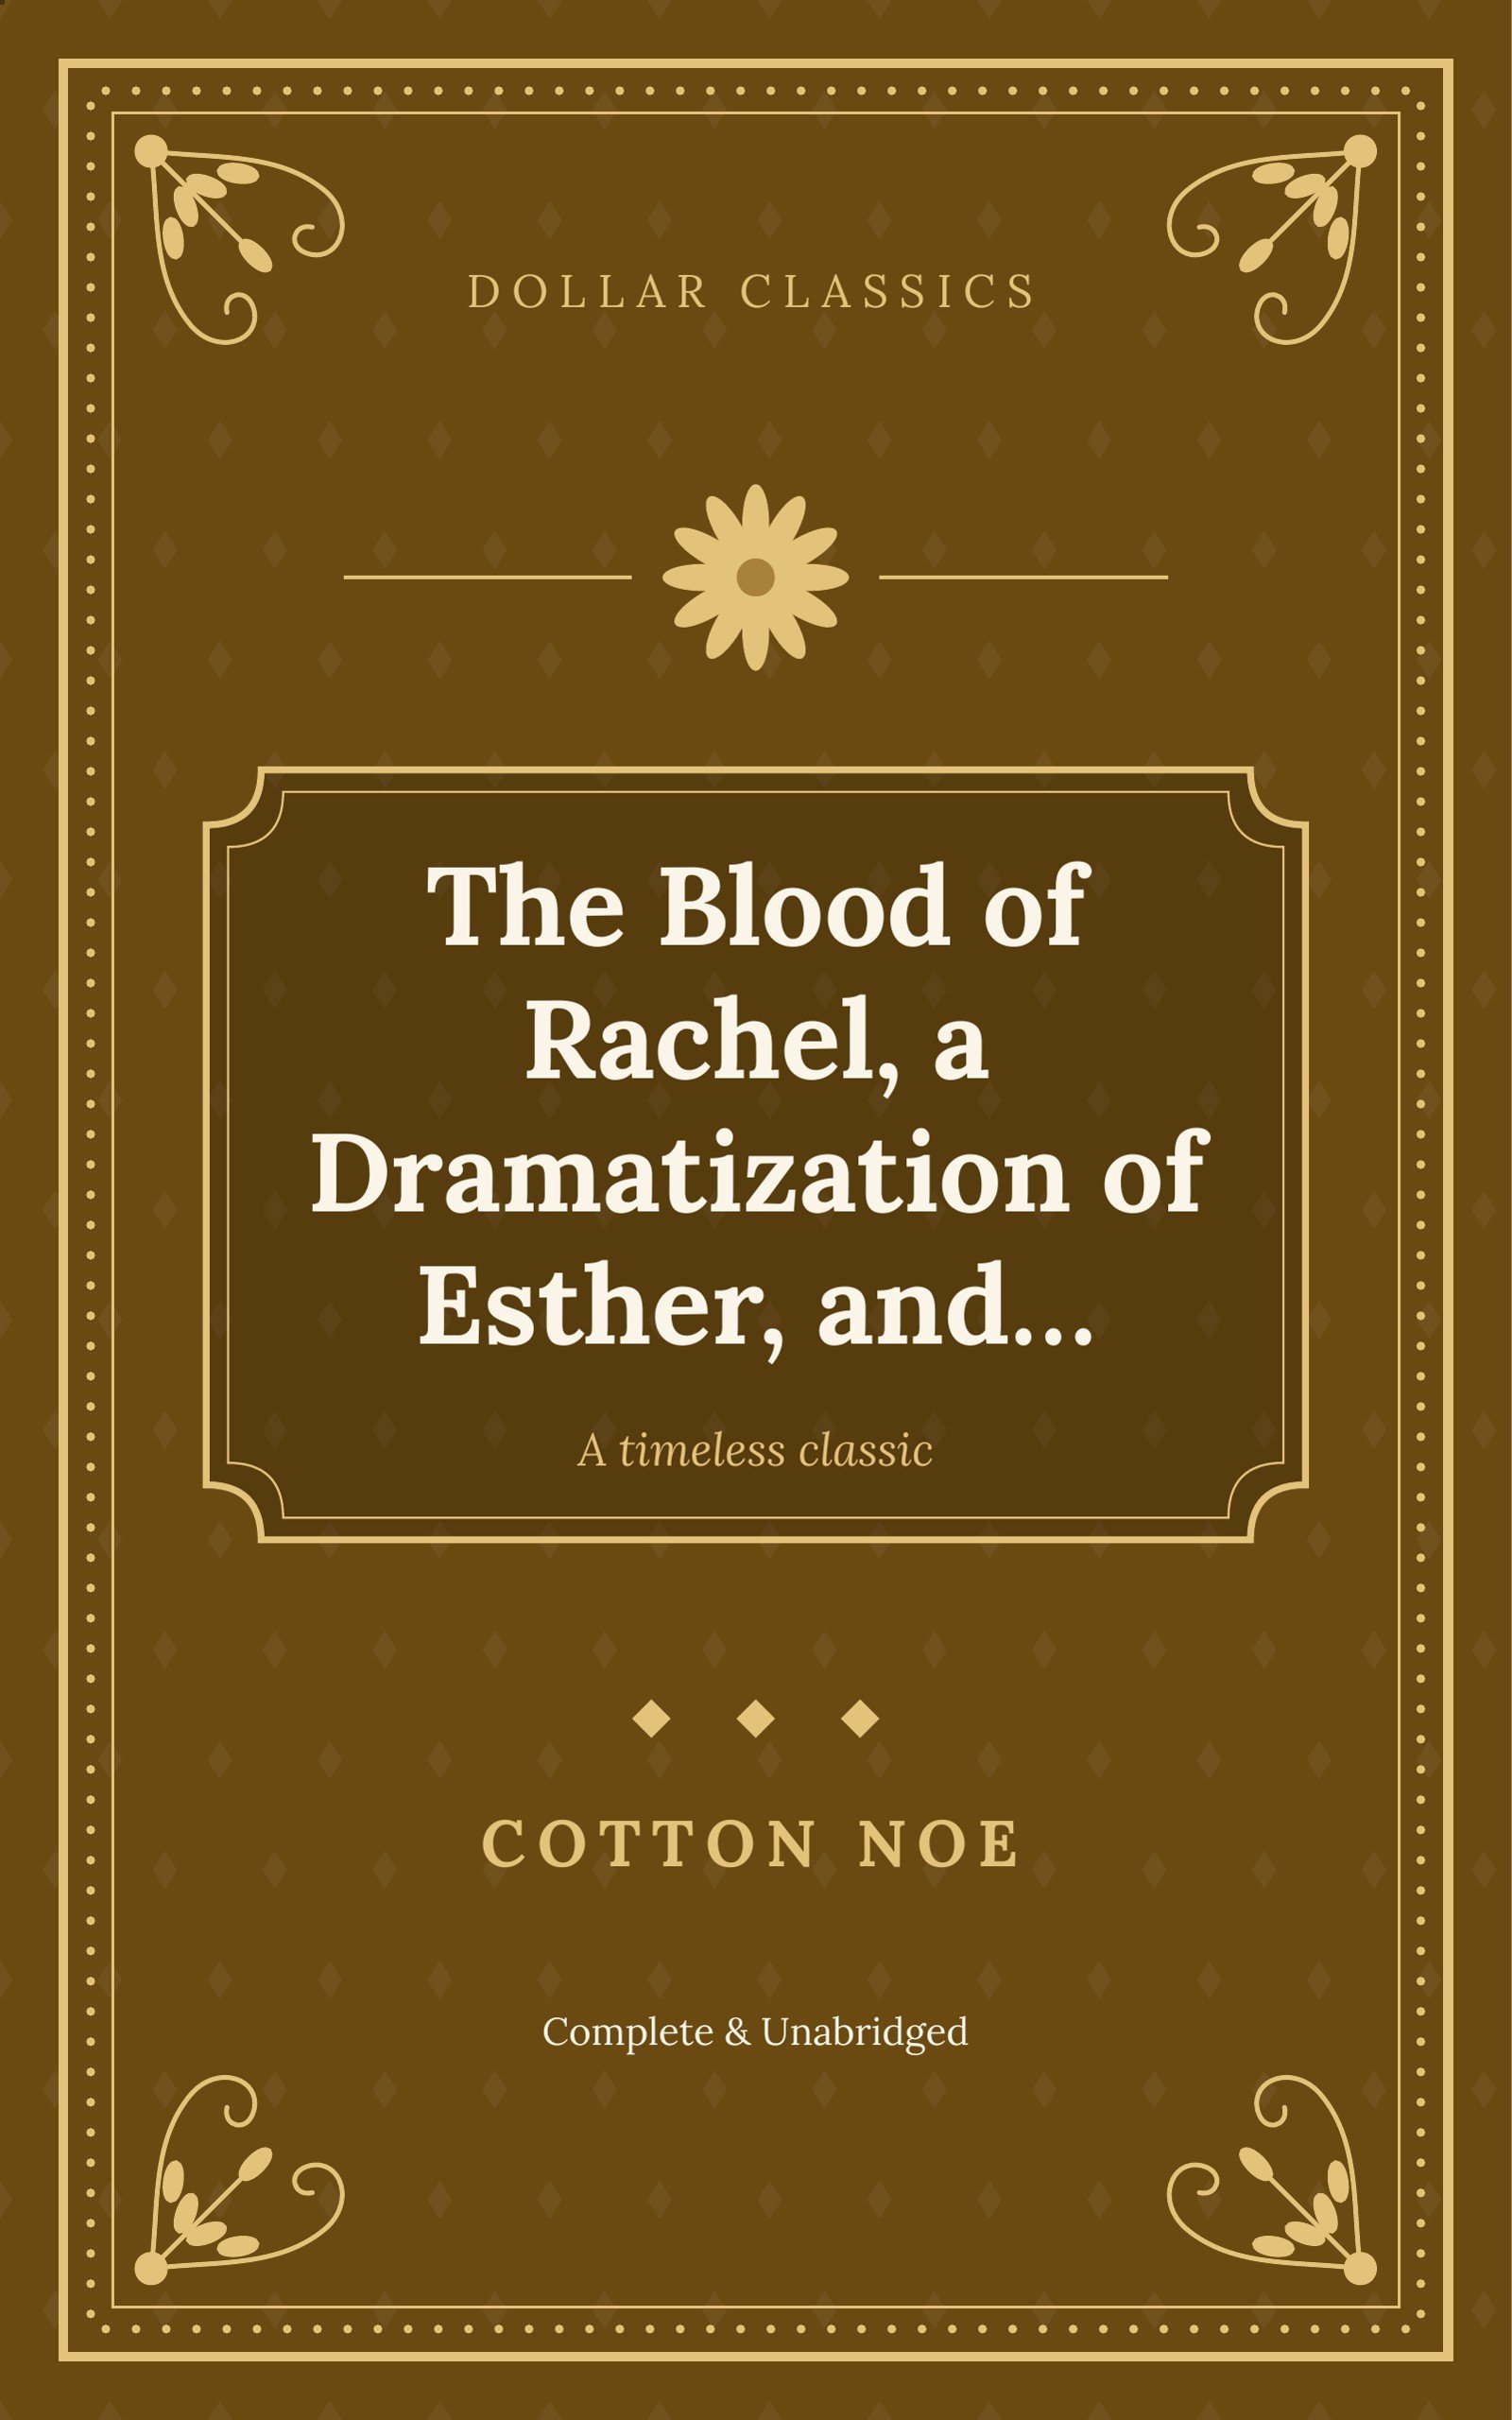 DOLLAR CLASSICS
The Blood of
Rachel, a
Dramatization of
Esther, and...
A timeless classic
COTTON NOE
Complete & Unabridged